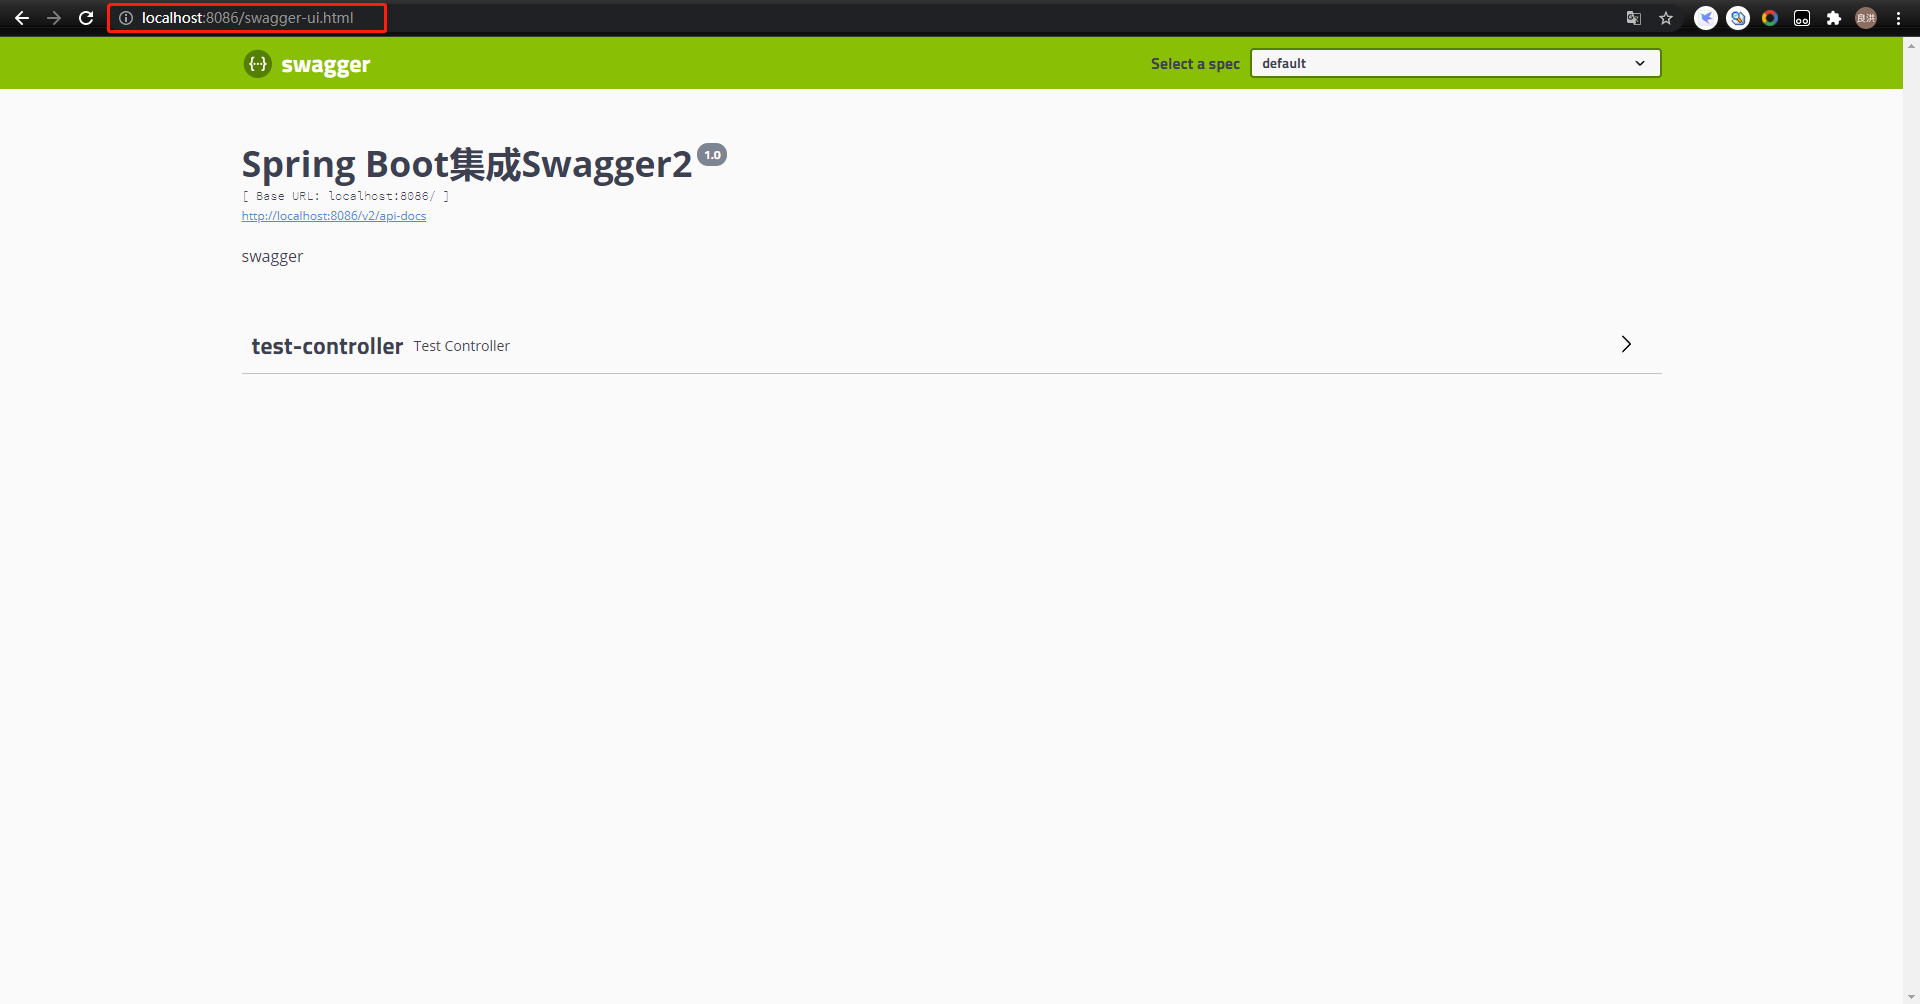 localhost:8086/swagger-ui.html
良洪
swagger
Select a spec
default
Spring Boot集成Swagger2 1.0
[ Base URL: localhost:8086/ ]
http://localhost:8086/v2/api-docs
swagger
test-controller Test Controller